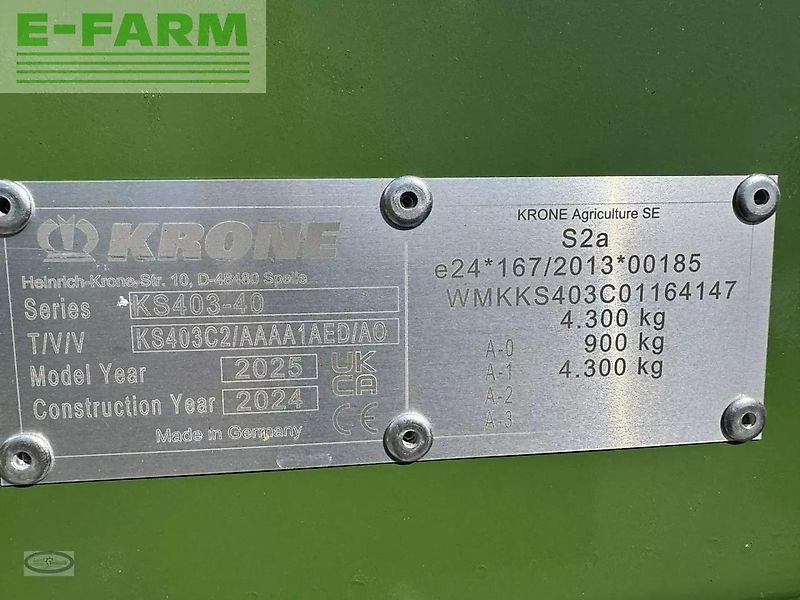 E-FARM
KRONE
Heinrich-Krone-Str. 10, D-48480 Spelle
Series KS403-40
T/V/V KS403C2/AAAA1AED/A0
Model Year 2025
Construction Year 2024
UK
CA
CE
Made in Germany
KRONE Agriculture SE
S2a
e24*167/2013*00185
WMKKS403C01164147
4.300 kg
A-0 900 kg
A-1 4.300 kg
A-2
A-3